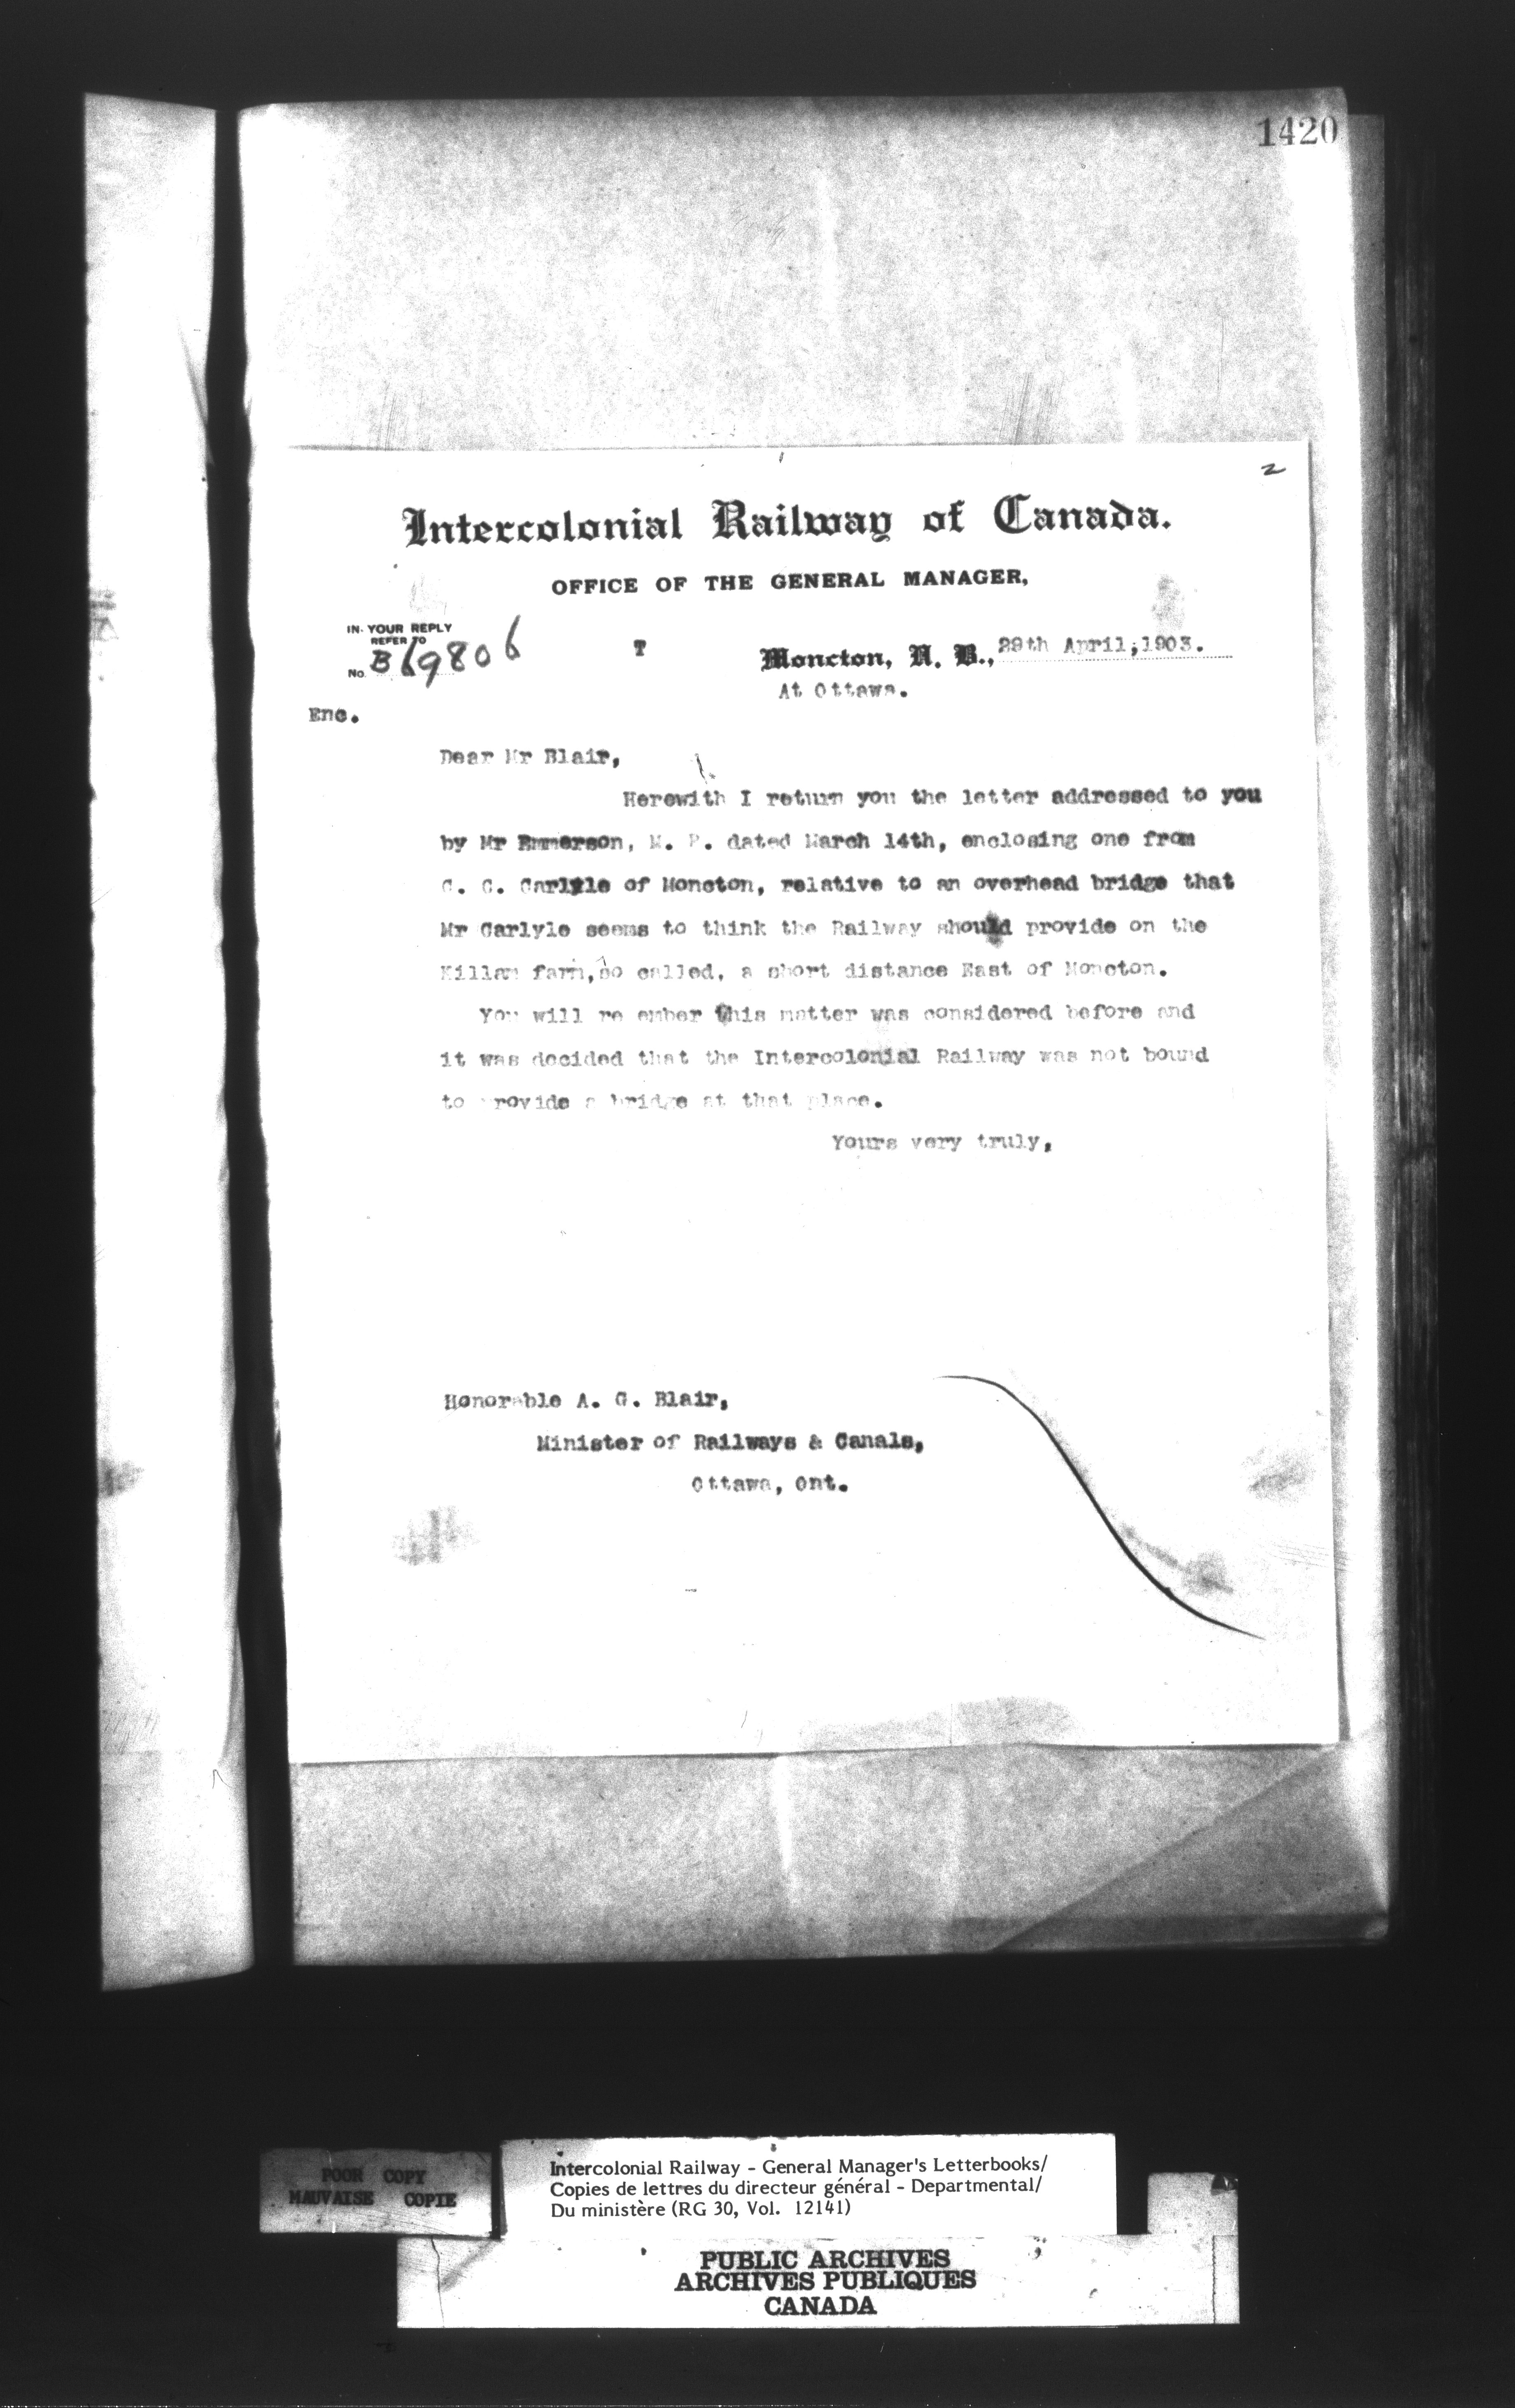 1420
2
Intercolonial Railway of Canada.
OFFICE OF THE GENERAL MANAGER,
IN YOUR REPLY
REFER TO
No. B 69806
T
Moncton, N. B., 29th April, 1903.
At Ottawa.
Enc.
Dear Mr Blair,
Herewith I return you the letter addressed to you
by Mr Emmerson, M. P. dated March 14th, enclosing one from
C. C. Carlyle of Moncton, relative to an overhead bridge that
Mr Carlyle seems to think the Railway should provide on the
Killam farm, so called, a short distance East of Moncton.
You will re ember this matter was considered before and
it was decided that the Intercolonial Railway was not bound
to provide a bridge at that place.
Yours very truly,
Honorable A. G. Blair,
Minister of Railways & Canals,
Ottawa, Ont.
POOR COPY
MAUVAISE COPIE
Intercolonial Railway - General Manager's Letterbooks/
Copies de lettres du directeur général - Departmental/
Du ministère (RG 30, Vol. 12141)
PUBLIC ARCHIVES
ARCHIVES PUBLIQUES
CANADA